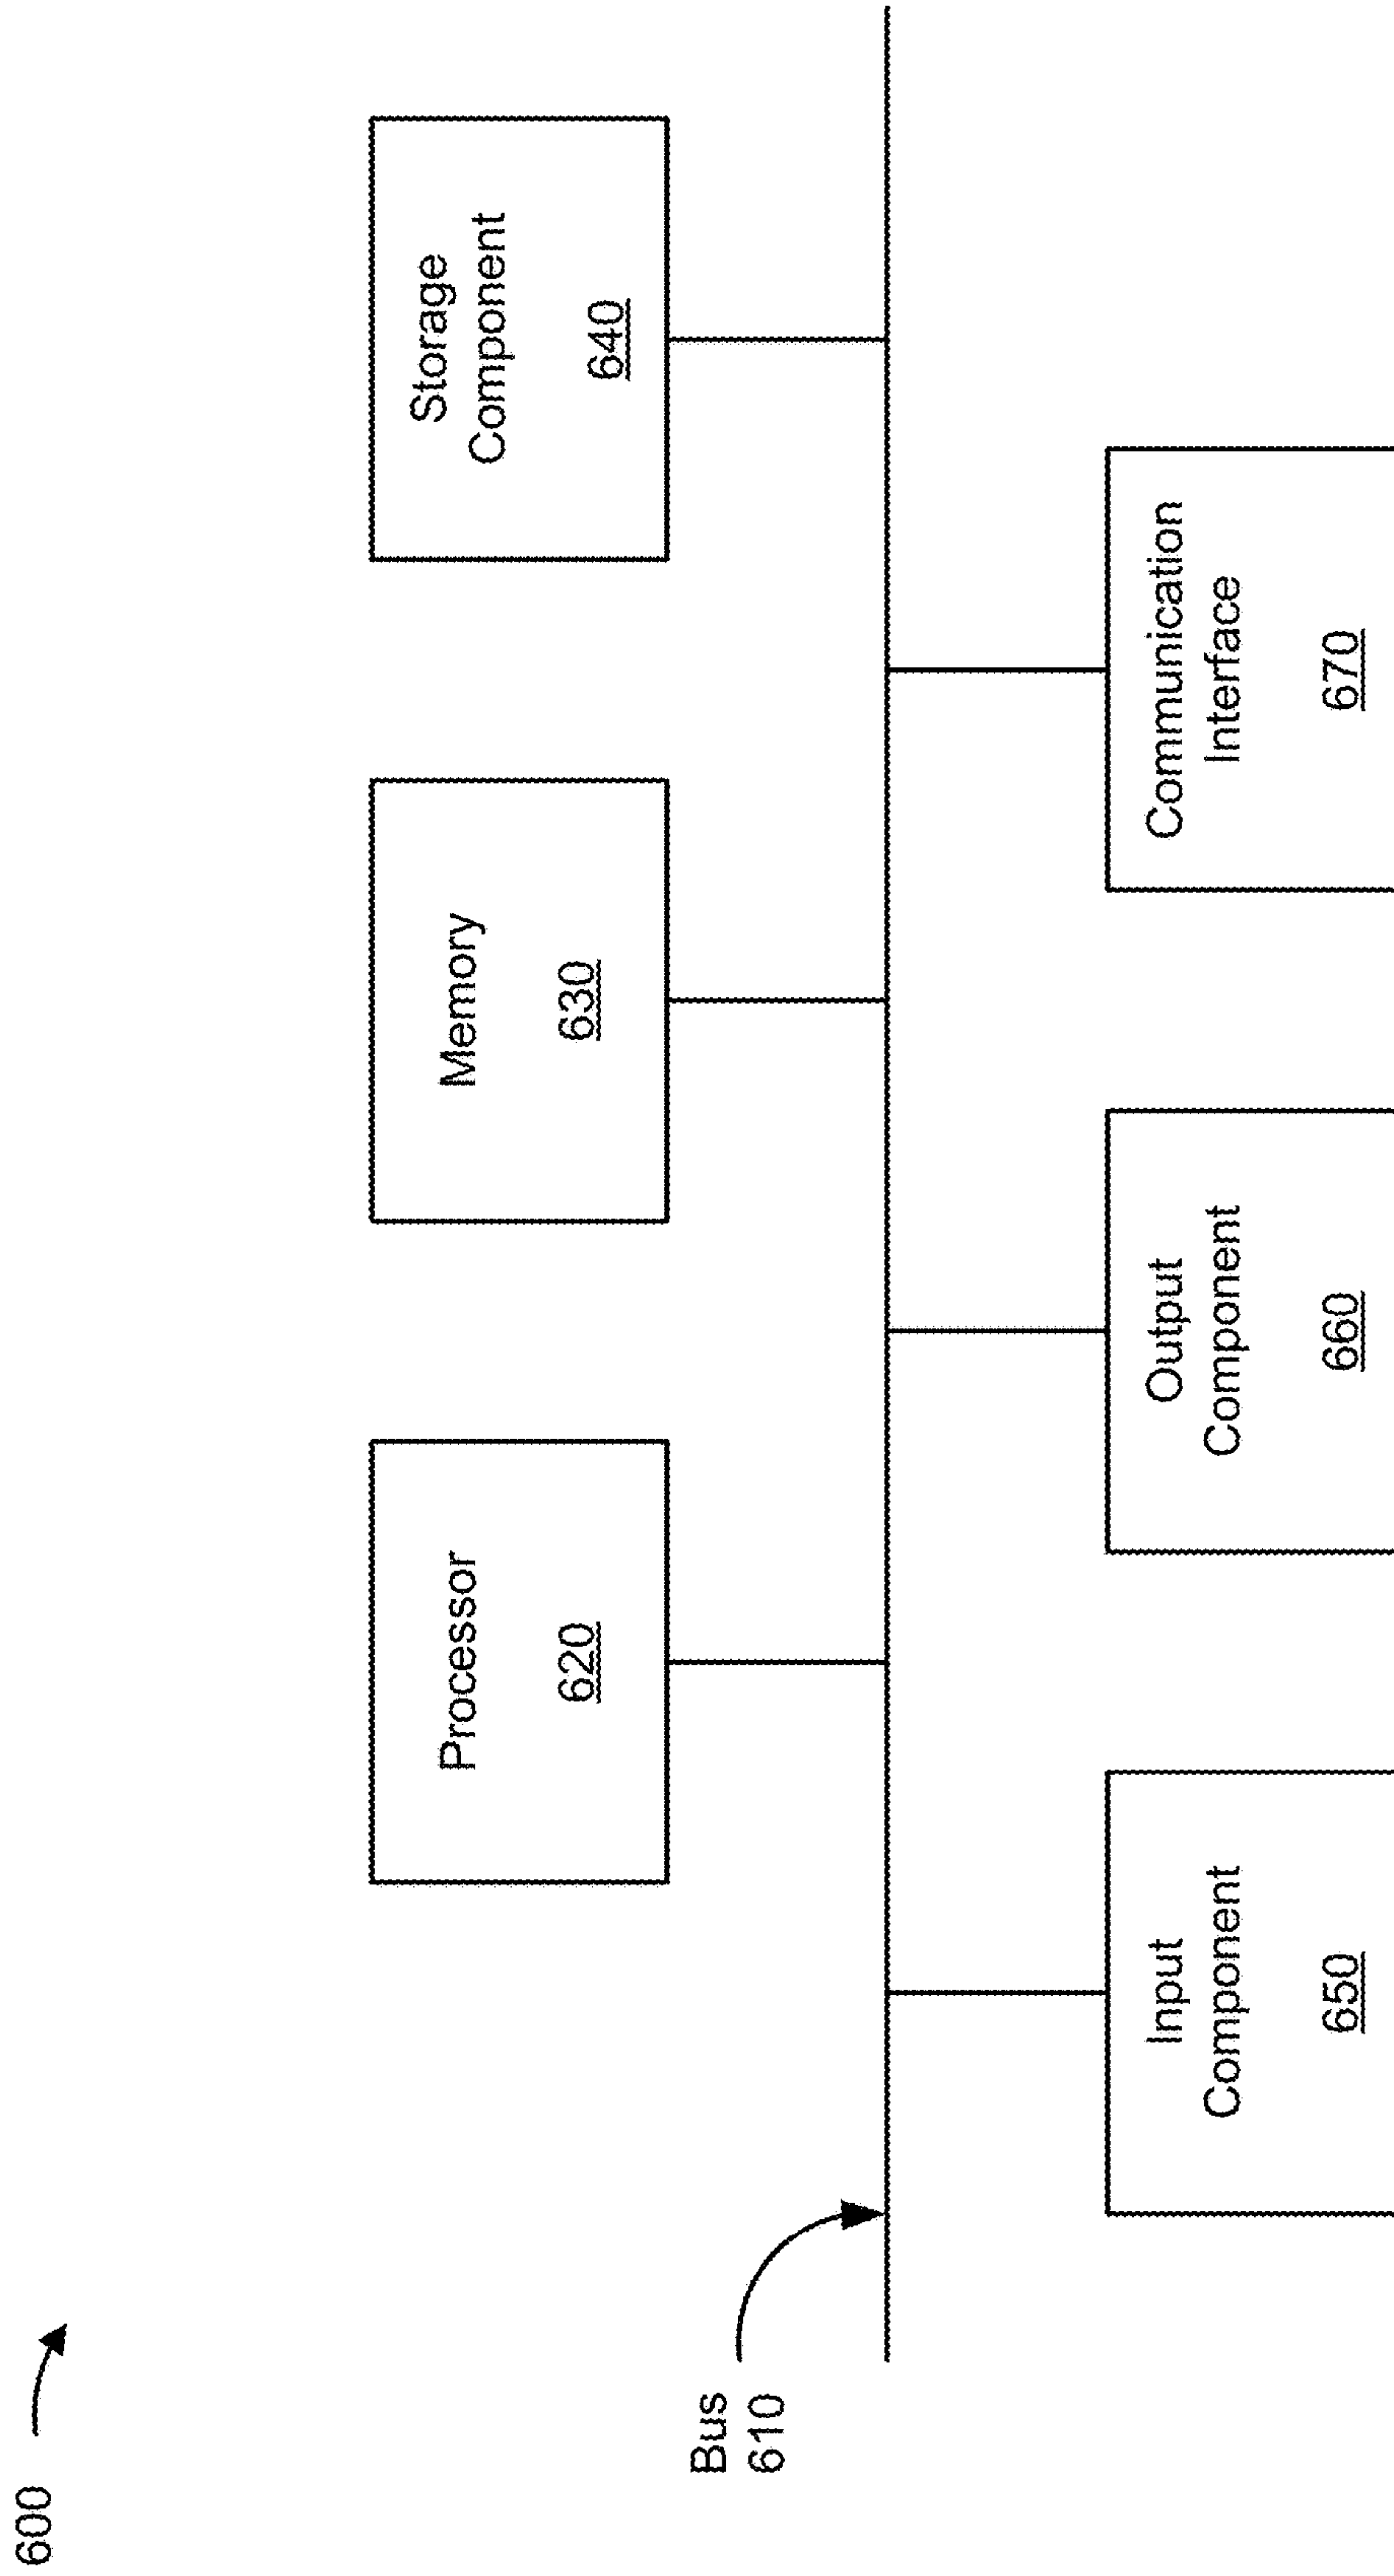 600
Bus
610
Processor
620
Memory
630
Storage
Component
640
Input
Component
650
Output
Component
660
Communication
Interface
670